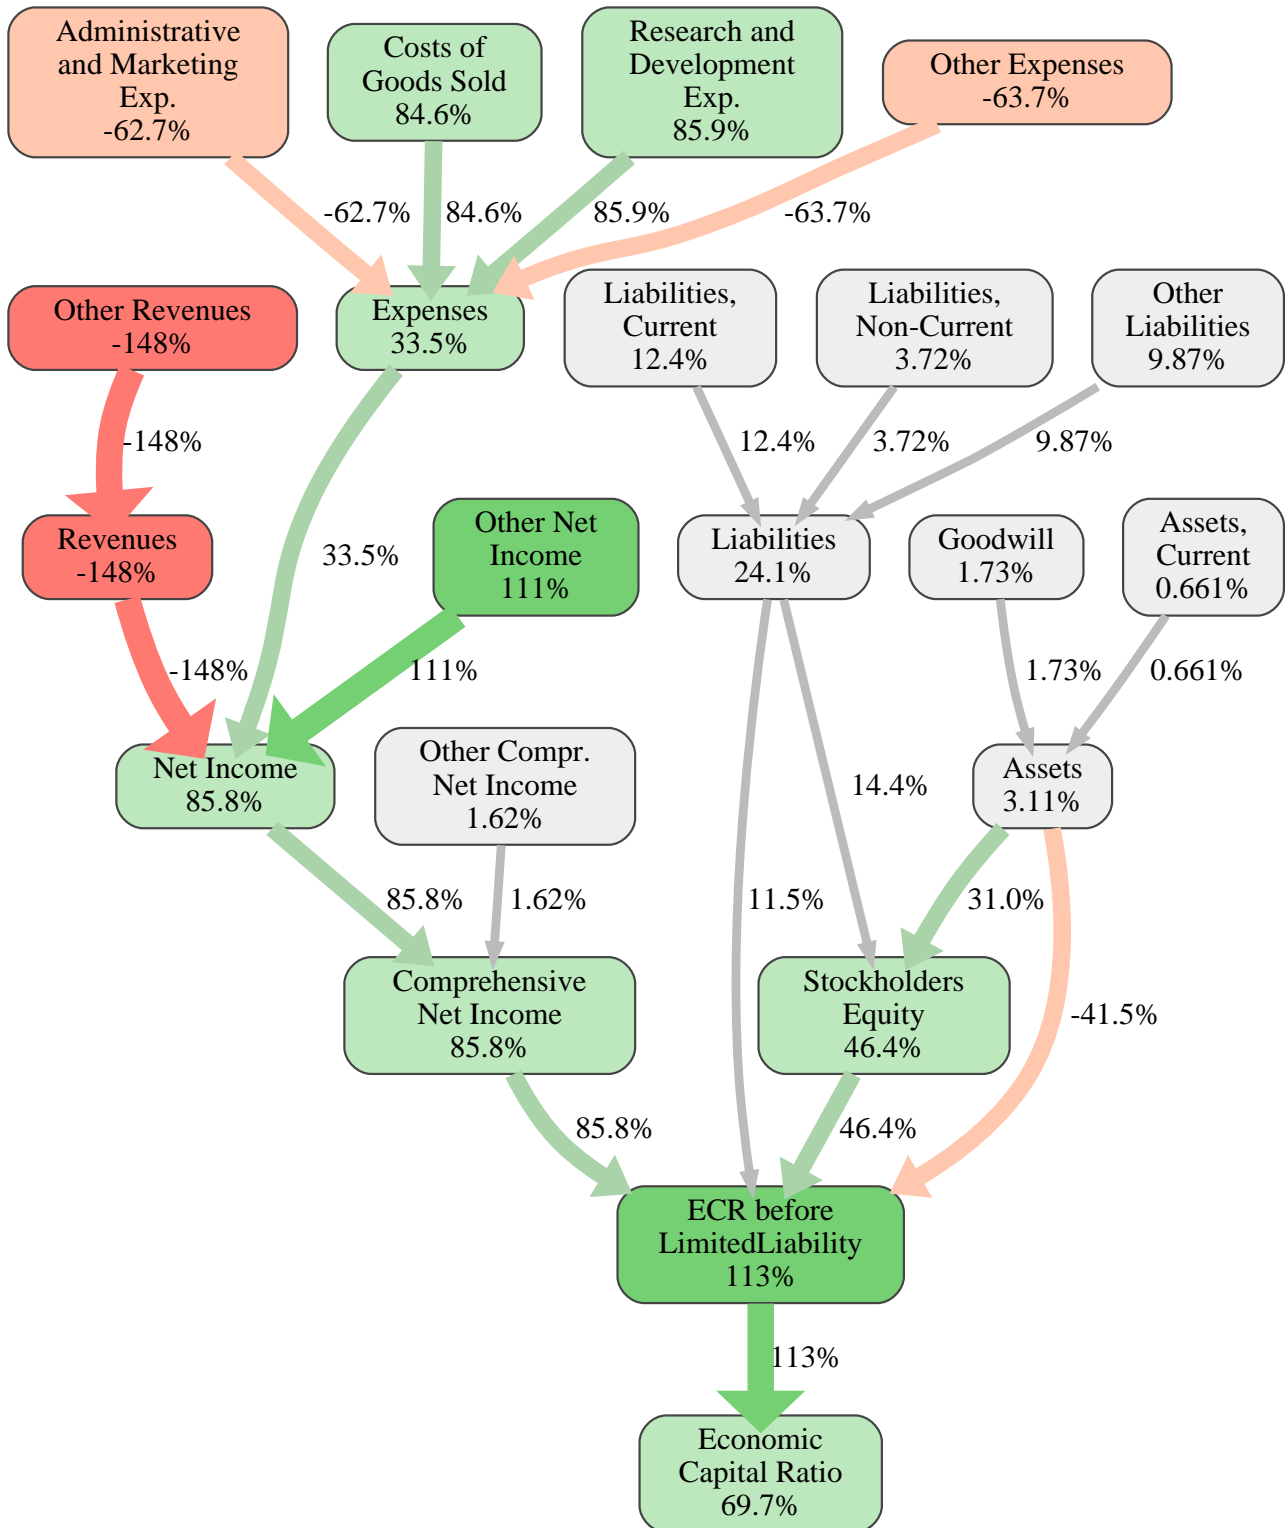 Administrative
and Marketing
Exp.
-62.7%
Costs of
Goods Sold
84.6%
Research and
Development
Exp.
85.9%
Other Expenses
-63.7%
-62.7%
84.6%
85.9%
-63.7%
Other Revenues
-148%
Expenses
33.5%
Liabilities,
Current
12.4%
Liabilities,
Non-Current
3.72%
Other
Liabilities
9.87%
-148%
12.4%
3.72%
9.87%
Revenues
-148%
33.5%
Other Net
Income
111%
Liabilities
24.1%
Goodwill
1.73%
Assets,
Current
0.661%
-148%
111%
1.73%
0.661%
Net Income
85.8%
Other Compr.
Net Income
1.62%
14.4%
Assets
3.11%
85.8%
1.62%
11.5%
31.0%
-41.5%
Comprehensive
Net Income
85.8%
Stockholders
Equity
46.4%
85.8%
46.4%
ECR before
LimitedLiability
113%
113%
Economic
Capital Ratio
69.7%